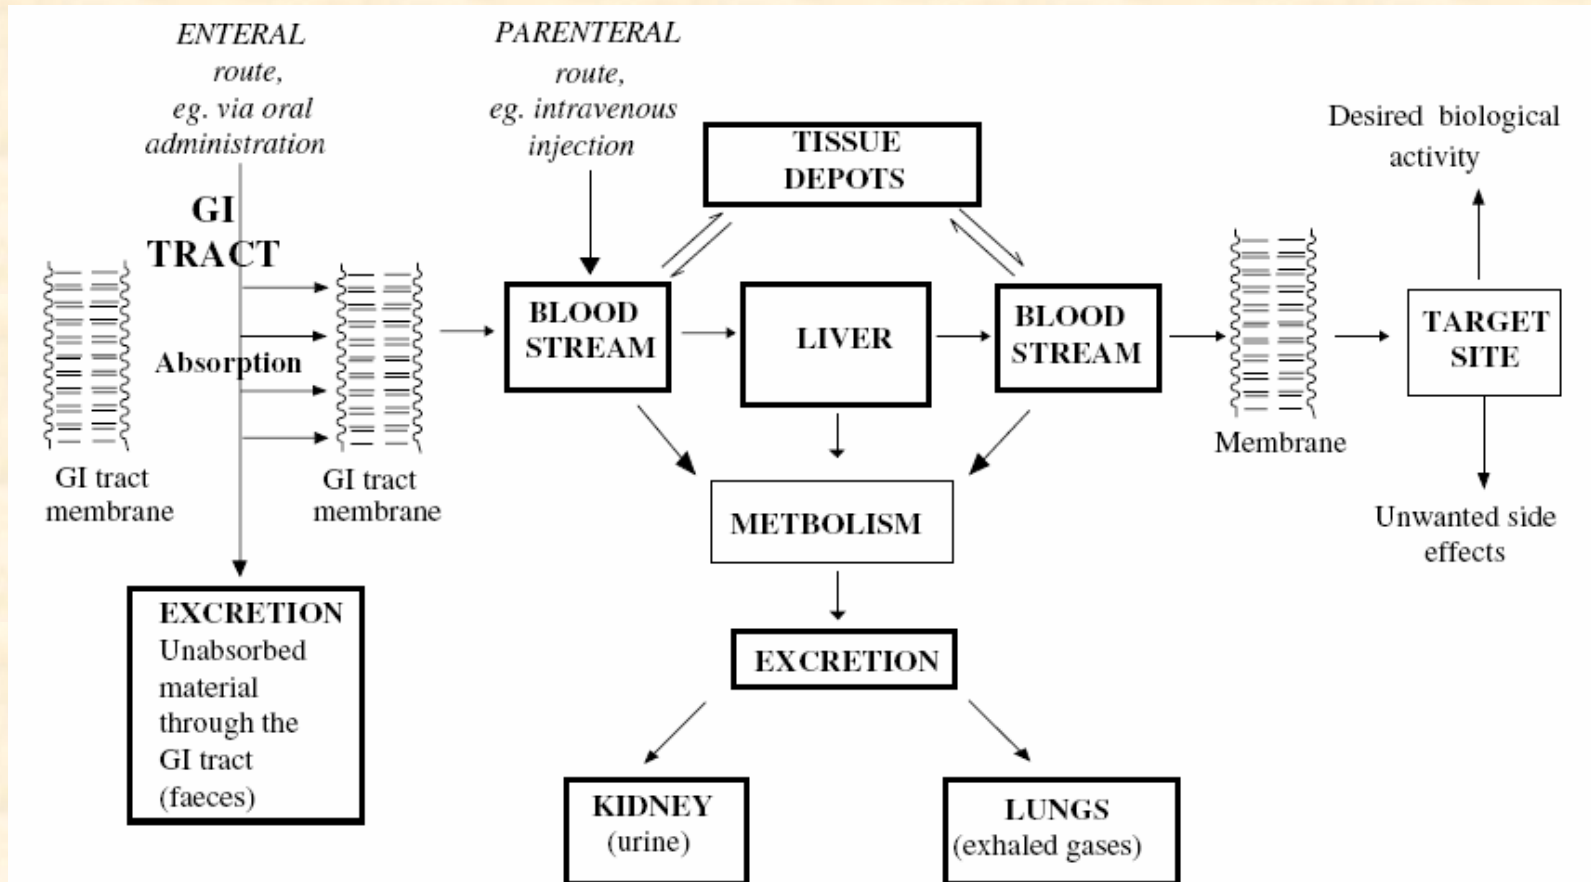 ENTERAL
route,
eg. via oral
administration
PARENTERAL
route,
eg. intravenous
injection
TISSUE
DEPOTS
Desired biological
activity
GI
TRACT
Absorption
GI tract
membrane
GI tract
membrane
BLOOD
STREAM
LIVER
BLOOD
STREAM
Membrane
TARGET
SITE
Unwanted side
effects
METBOLISM
EXCRETION
Unabsorbed
material
through the
GI tract
(faeces)
EXCRETION
KIDNEY
(urine)
LUNGS
(exhaled gases)